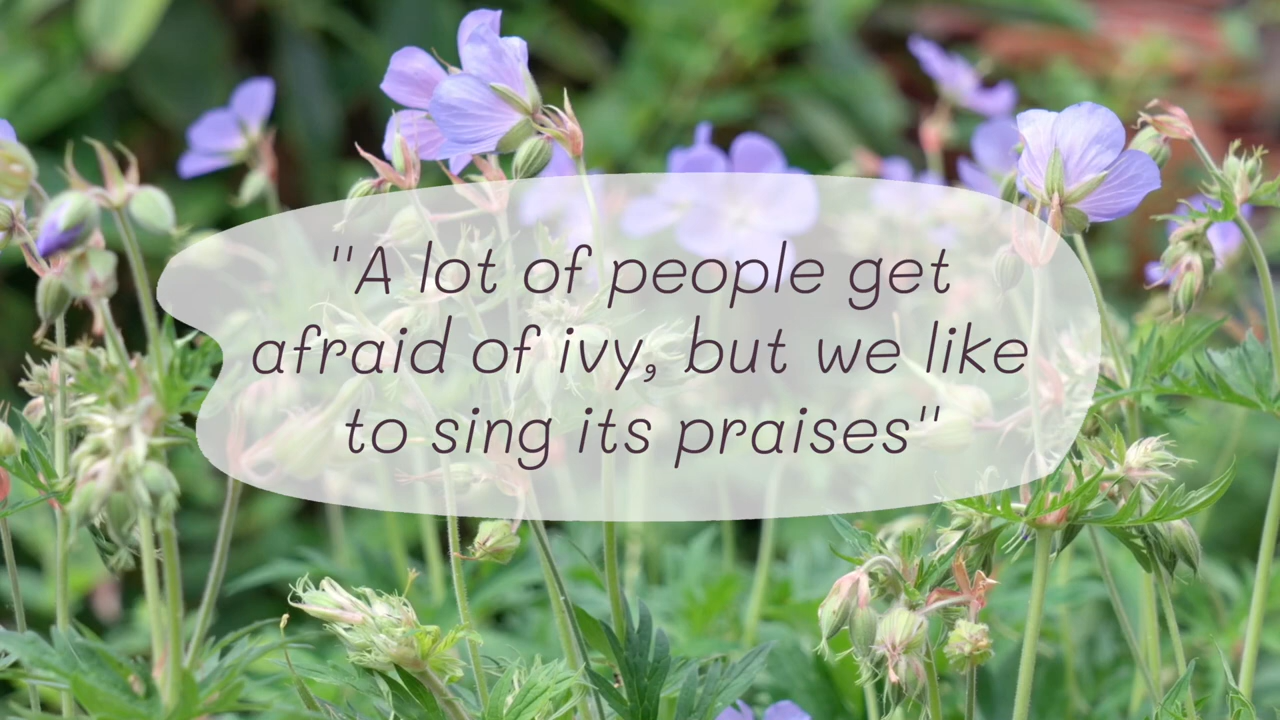 "A lot of people get
afraid of ivy, but we like
to sing its praises"